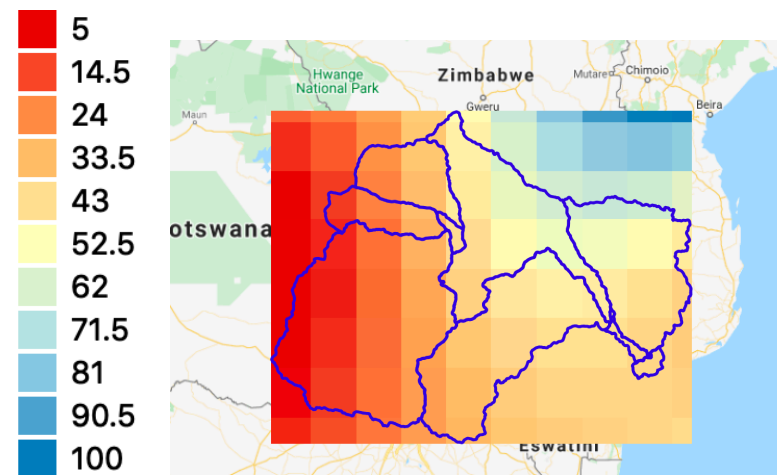 5
14.5
24
33.5
43
52.5
62
71.5
81
90.5
100
Hwange
National Park
Zimbabwe
Mutare
Chimoio
Gweru
Beira
Maun
otswana
Eswatini